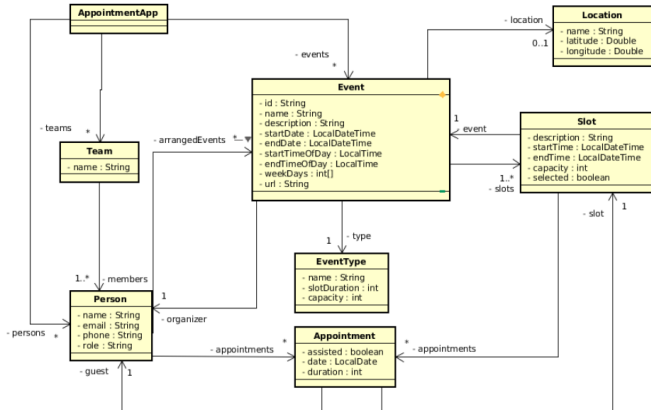 AppointmentApp
Location
- name : String
- latitude : Double
- longitude : Double
- location
0..1
- events
*
Event
- id : String
- name : String
- description : String
- startDate : LocalDateTime
- endDate : LocalDateTime
- startTimeOfDay : LocalTime
- endTimeOfDay : LocalTime
- weekDays : int[]
- url : String
Slot
- description : String
- startTime : LocalDateTime
- endTime : LocalDateTime
- capacity : int
- selected : boolean
1
- event
1..*
- slots
- teams
*
- arrangedEvents
*
Team
- name : String
- slot
1
- type
1
EventType
- name : String
- slotDuration : int
- capacity : int
1..*
- members
Person
- name : String
- email : String
- phone : String
- role : String
1
- organizer
- persons
*
Appointment
- assisted : boolean
- date : LocalDate
- duration : int
- appointments
*
*
- appointments
- guest
1